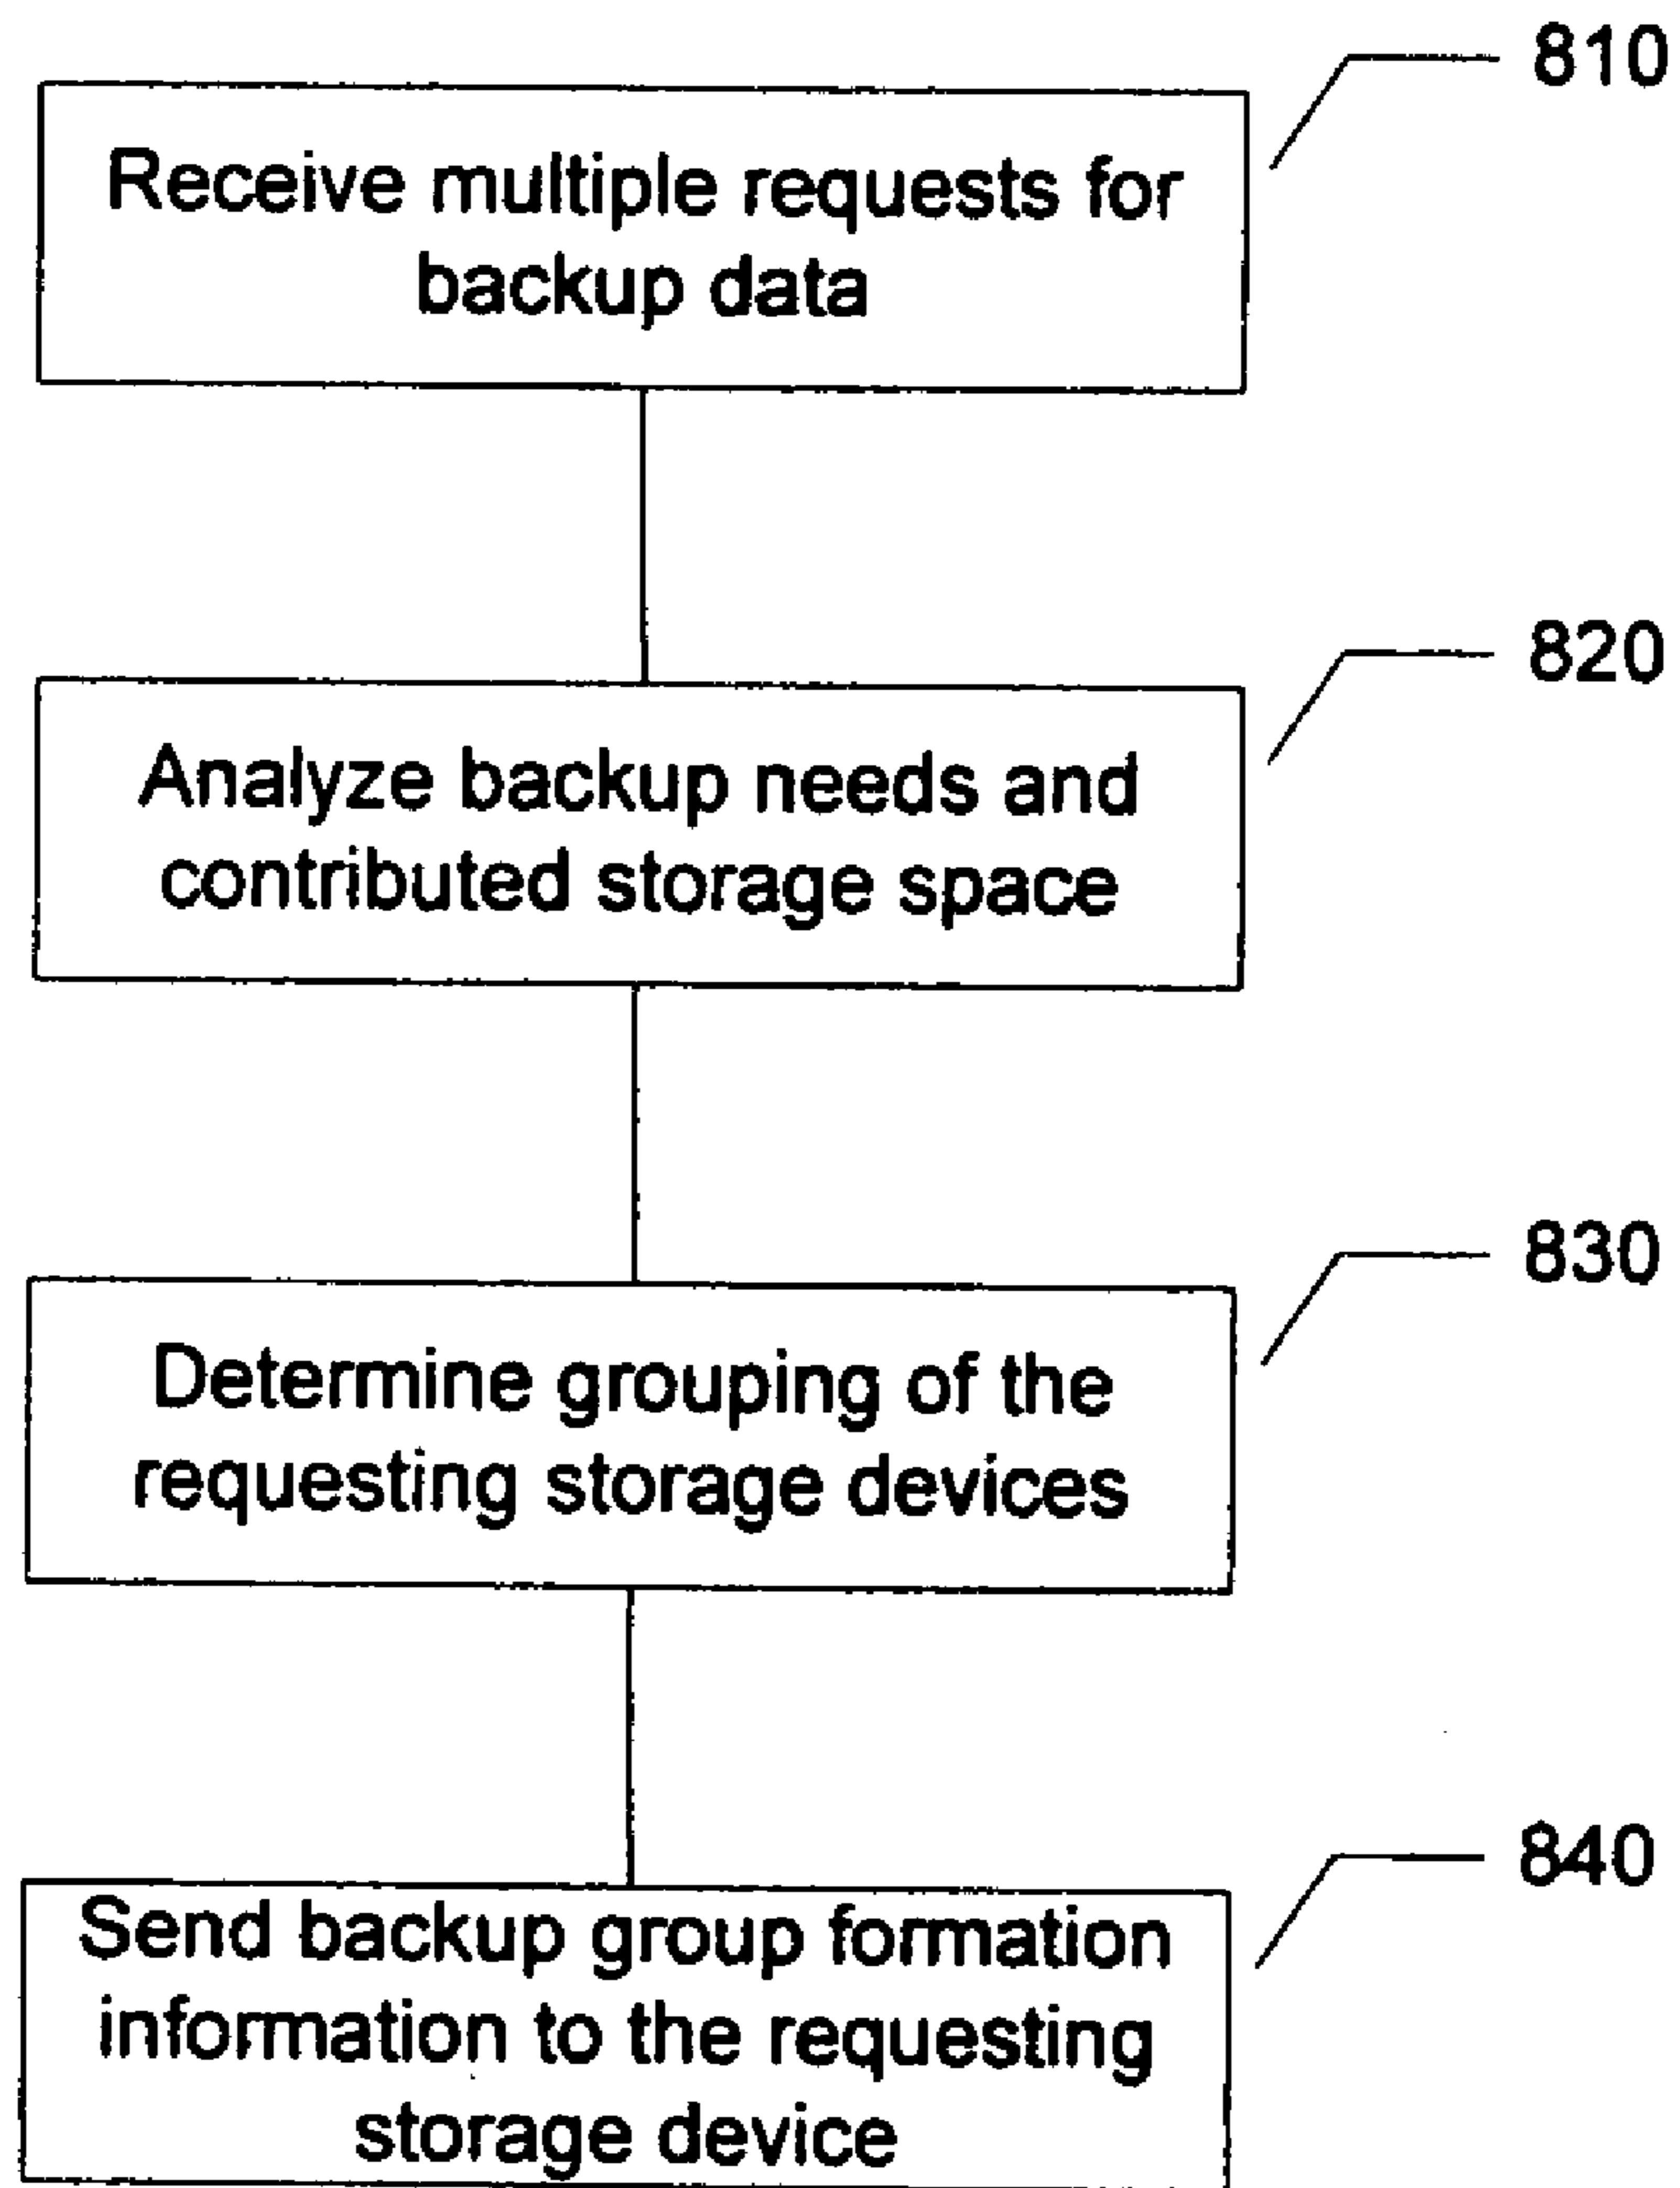 810
Receive multiple requests for
backup data
820
Analyze backup needs and
contributed storage space
830
Determine grouping of the
requesting storage devices
840
Send backup group formation
information to the requesting
storage device